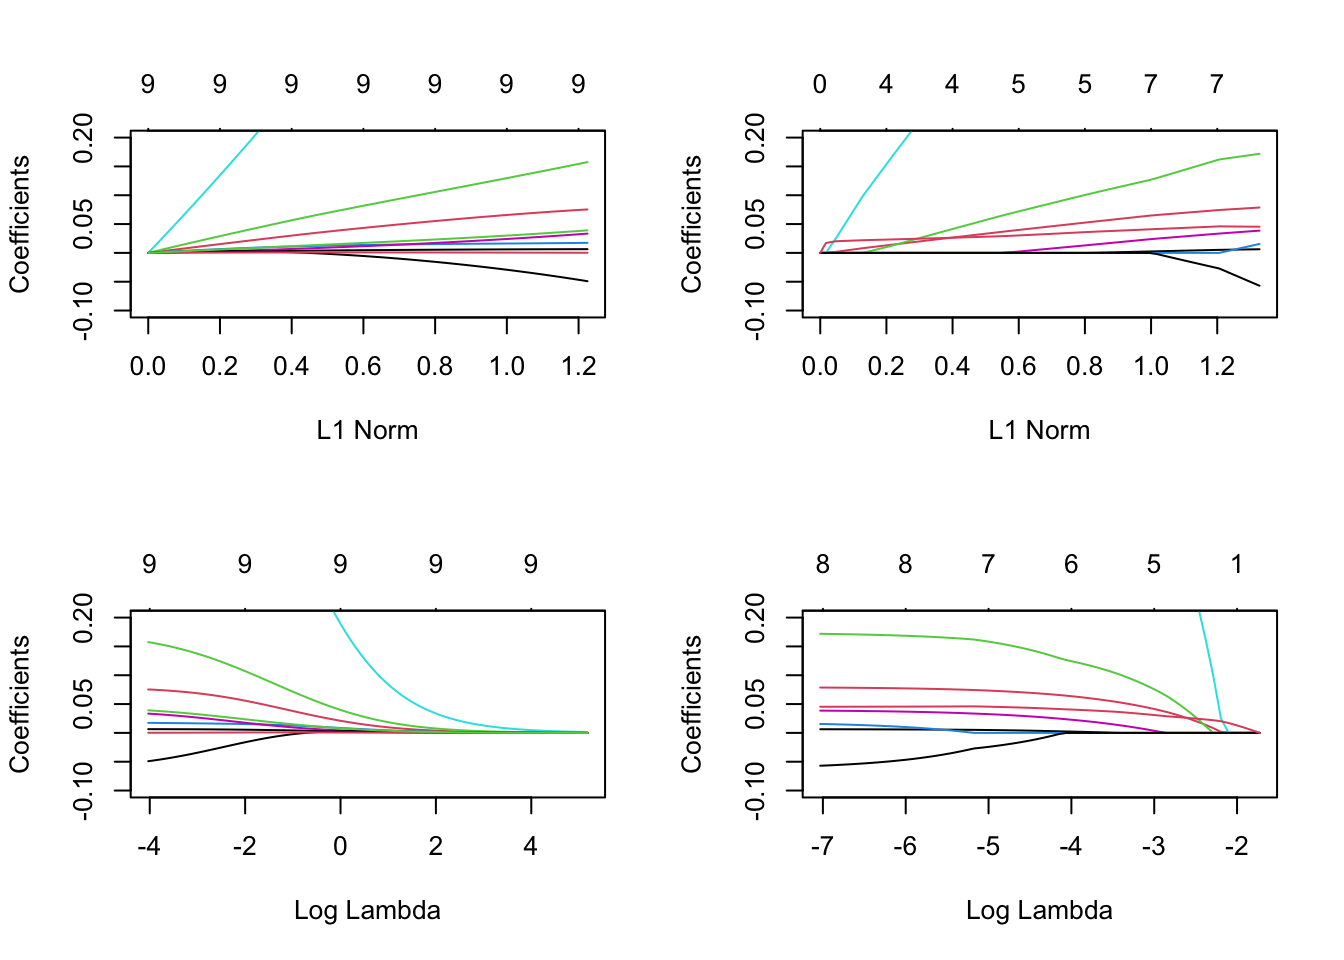 9 9 9 9 9 9 9
Coefficients
0.20
0.05
-0.10
0.0 0.2 0.4 0.6 0.8 1.0 1.2
L1 Norm
0 4 4 5 5 7 7
Coefficients
0.20
0.05
-0.10
0.0 0.2 0.4 0.6 0.8 1.0 1.2
L1 Norm
9 9 9 9 9
Coefficients
0.20
0.05
-0.10
-4 -2 0 2 4
Log Lambda
8 8 7 6 5 1
Coefficients
0.20
0.05
-0.10
-7 -6 -5 -4 -3 -2
Log Lambda